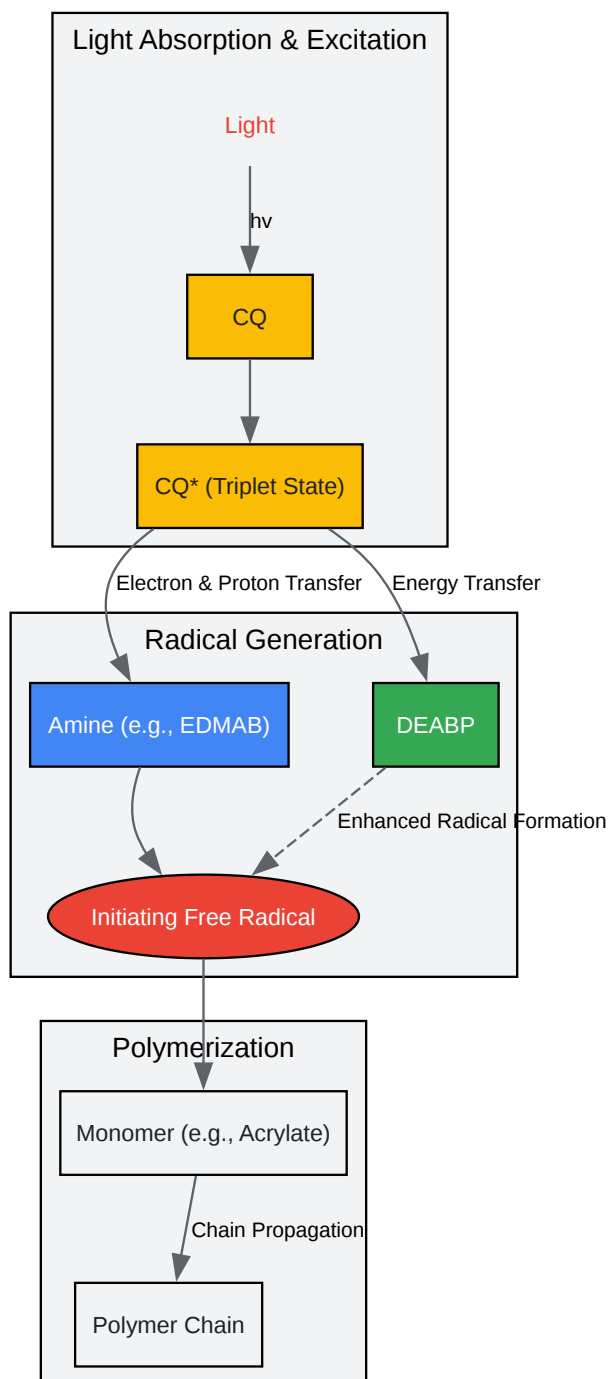 Light Absorption & Excitation
Light
hv
CQ
CQ* (Triplet State)
Electron & Proton Transfer
Energy Transfer
Radical Generation
Amine (e.g., EDMAB)
DEABP
Enhanced Radical Formation
Initiating Free Radical
Polymerization
Monomer (e.g., Acrylate)
Chain Propagation
Polymer Chain